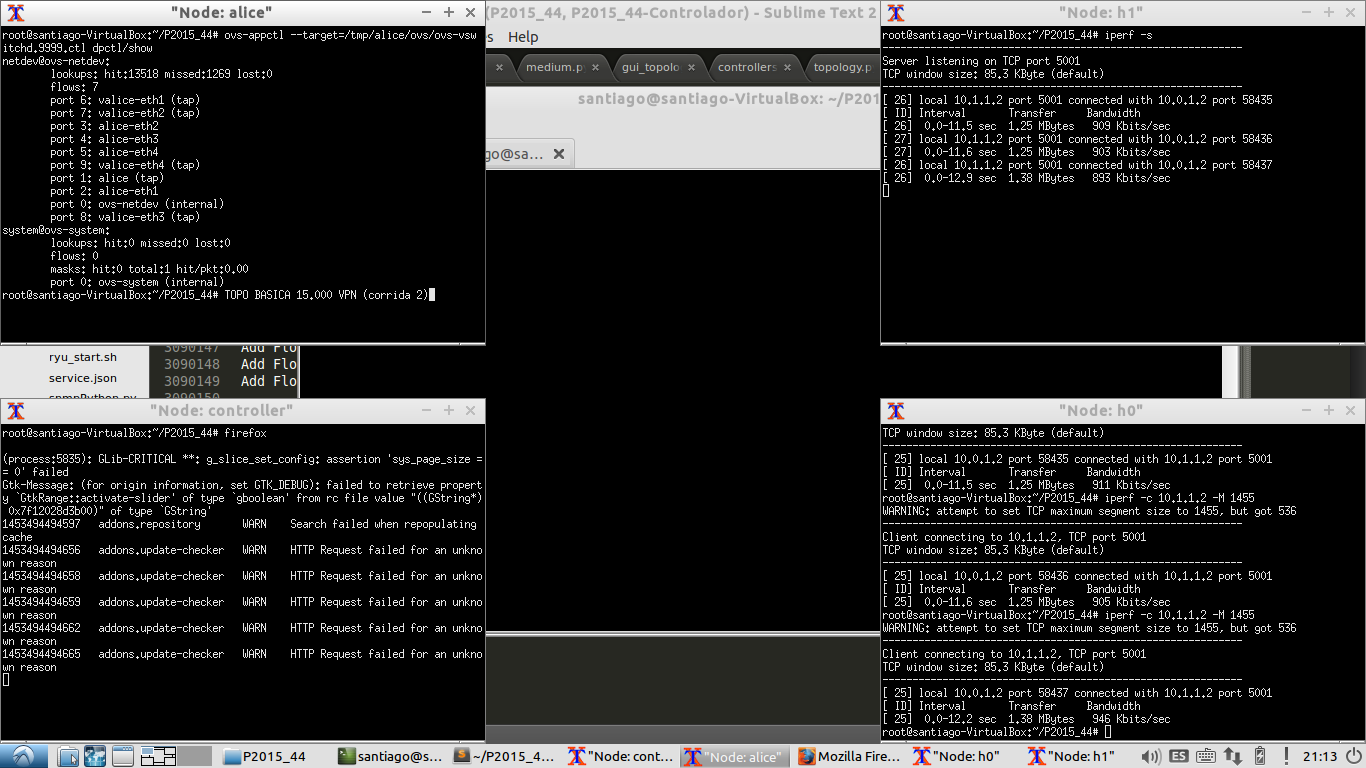 "Node: alice"
root@santiago-VirtualBox:~/P2015_44# ovs-appctl --target=/tmp/alice/ovs/ovs-vsw
itchd.9999.ctl dpctl/show
netdev@ovs-netdev:
lookups: hit:13518 missed:1269 lost:0
flows: 7
port 6: valice-eth1 (tap)
port 7: valice-eth2 (tap)
port 3: alice-eth2
port 4: alice-eth3
port 5: alice-eth4
port 9: valice-eth4 (tap)
port 1: alice (tap)
port 2: alice-eth1
port 0: ovs-netdev (internal)
port 8: valice-eth3 (tap)
system@ovs-system:
lookups: hit:0 missed:0 lost:0
flows: 0
masks: hit:0 total:1 hit/pkt:0.00
port 0: ovs-system (internal)
root@santiago-VirtualBox:~/P2015_44# TOPO BASICA 15.000 VPN (corrida 2)
(P2015_44, P2015_44-Controlador) - Sublime Text 2
es Help
medium.p
gui_topolo
controllers
topology.p
santiago@santiago-VirtualBox: ~/P201
go@sa...
"Node: h1"
root@santiago-VirtualBox:~/P2015_44# iperf -s
------------------------------------------------------------
Server listening on TCP port 5001
TCP window size: 85.3 KByte (default)
------------------------------------------------------------
[ 26] local 10.1.1.2 port 5001 connected with 10.0.1.2 port 58435
[ ID] Interval Transfer Bandwidth
[ 26] 0.0-11.5 sec 1.25 MBytes 909 Kbits/sec
[ 27] local 10.1.1.2 port 5001 connected with 10.0.1.2 port 58436
[ 27] 0.0-11.6 sec 1.25 MBytes 903 Kbits/sec
[ 26] local 10.1.1.2 port 5001 connected with 10.0.1.2 port 58437
[ 26] 0.0-12.9 sec 1.38 MBytes 893 Kbits/sec
ryu_start.sh
service.json
snmpPython.py
3090147 Add Flo
3090148 Add Flo
3090149 Add Flo
3090150
"Node: controller"
root@santiago-VirtualBox:~/P2015_44# firefox
(process:5835): GLib-CRITICAL **: g_slice_set_config: assertion 'sys_page_size =
= 0' failed
Gtk-Message: (for origin information, set GTK_DEBUG): failed to retrieve propert
y `GtkRange::activate-slider' of type `gboolean' from rc file value "((GString*)
0x7f12028d3b00)" of type `GString'
1453494494597 addons.repository WARN Search failed when repopulating
cache
1453494494656 addons.update-checker WARN HTTP Request failed for an unkno
wn reason
1453494494658 addons.update-checker WARN HTTP Request failed for an unkno
wn reason
1453494494659 addons.update-checker WARN HTTP Request failed for an unkno
wn reason
1453494494662 addons.update-checker WARN HTTP Request failed for an unkno
wn reason
1453494494665 addons.update-checker WARN HTTP Request failed for an unkno
wn reason
"Node: h0"
TCP window size: 85.3 KByte (default)
------------------------------------------------------------
[ 25] local 10.0.1.2 port 58435 connected with 10.1.1.2 port 5001
[ ID] Interval Transfer Bandwidth
[ 25] 0.0-11.5 sec 1.25 MBytes 911 Kbits/sec
root@santiago-VirtualBox:~/P2015_44# iperf -c 10.1.1.2 -M 1455
WARNING: attempt to set TCP maximum segment size to 1455, but got 536
------------------------------------------------------------
Client connecting to 10.1.1.2, TCP port 5001
TCP window size: 85.3 KByte (default)
------------------------------------------------------------
[ 25] local 10.0.1.2 port 58436 connected with 10.1.1.2 port 5001
[ ID] Interval Transfer Bandwidth
[ 25] 0.0-11.6 sec 1.25 MBytes 905 Kbits/sec
root@santiago-VirtualBox:~/P2015_44# iperf -c 10.1.1.2 -M 1455
WARNING: attempt to set TCP maximum segment size to 1455, but got 536
------------------------------------------------------------
Client connecting to 10.1.1.2, TCP port 5001
TCP window size: 85.3 KByte (default)
------------------------------------------------------------
[ 25] local 10.0.1.2 port 58437 connected with 10.1.1.2 port 5001
[ ID] Interval Transfer Bandwidth
[ 25] 0.0-12.2 sec 1.38 MBytes 946 Kbits/sec
root@santiago-VirtualBox:~/P2015_44#
P2015_44
santiago@s...
~/P2015_4...
"Node: cont...
"Node: alice"
Mozilla Fire...
"Node: h0"
"Node: h1"
ES
21:13